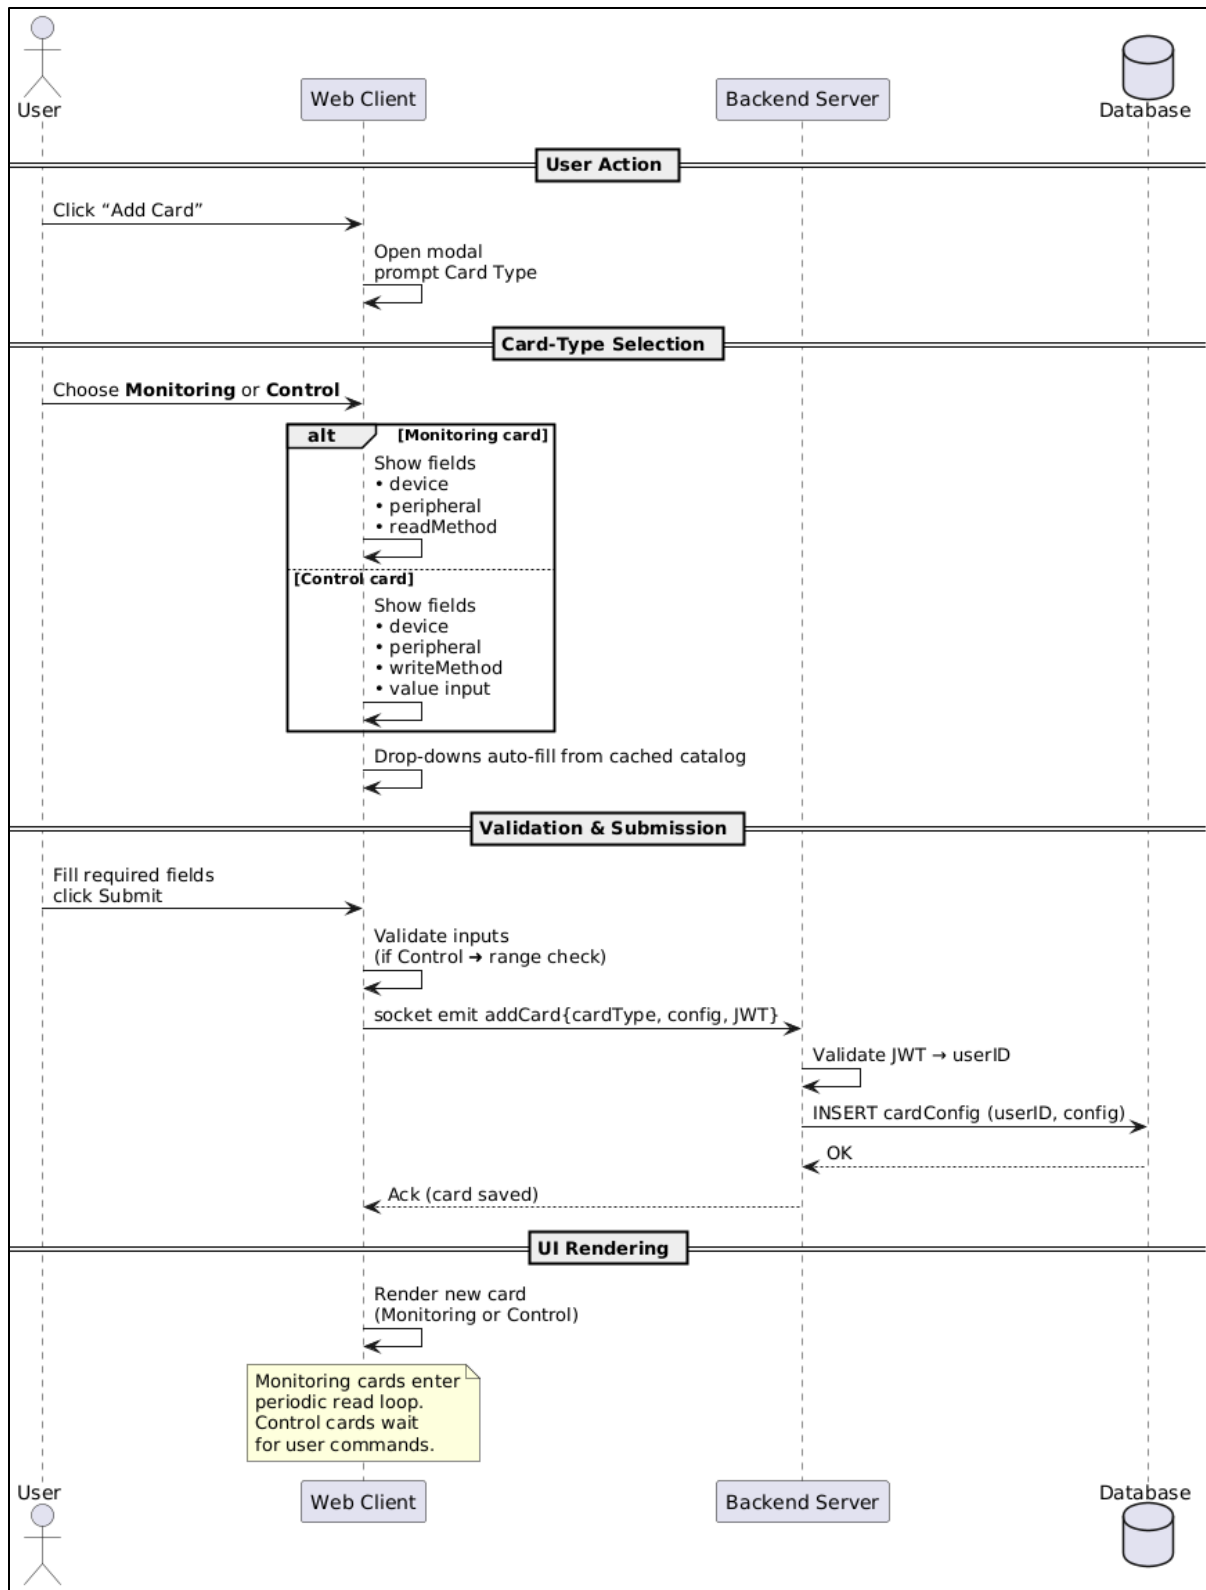 User
Web Client
Backend Server
Database
User Action
Click “Add Card”
Open modal
prompt Card Type
Card-Type Selection
Choose Monitoring or Control
alt [Monitoring card]
Show fields
• device
• peripheral
• readMethod
[Control card]
Show fields
• device
• peripheral
• writeMethod
• value input
Drop-downs auto-fill from cached catalog
Validation & Submission
Fill required fields
click Submit
Validate inputs
(if Control ➜ range check)
socket emit addCard{cardType, config, JWT}
Validate JWT → userID
INSERT cardConfig (userID, config)
OK
Ack (card saved)
UI Rendering
Render new card
(Monitoring or Control)
Monitoring cards enter
periodic read loop.
Control cards wait
for user commands.
User
Web Client
Backend Server
Database